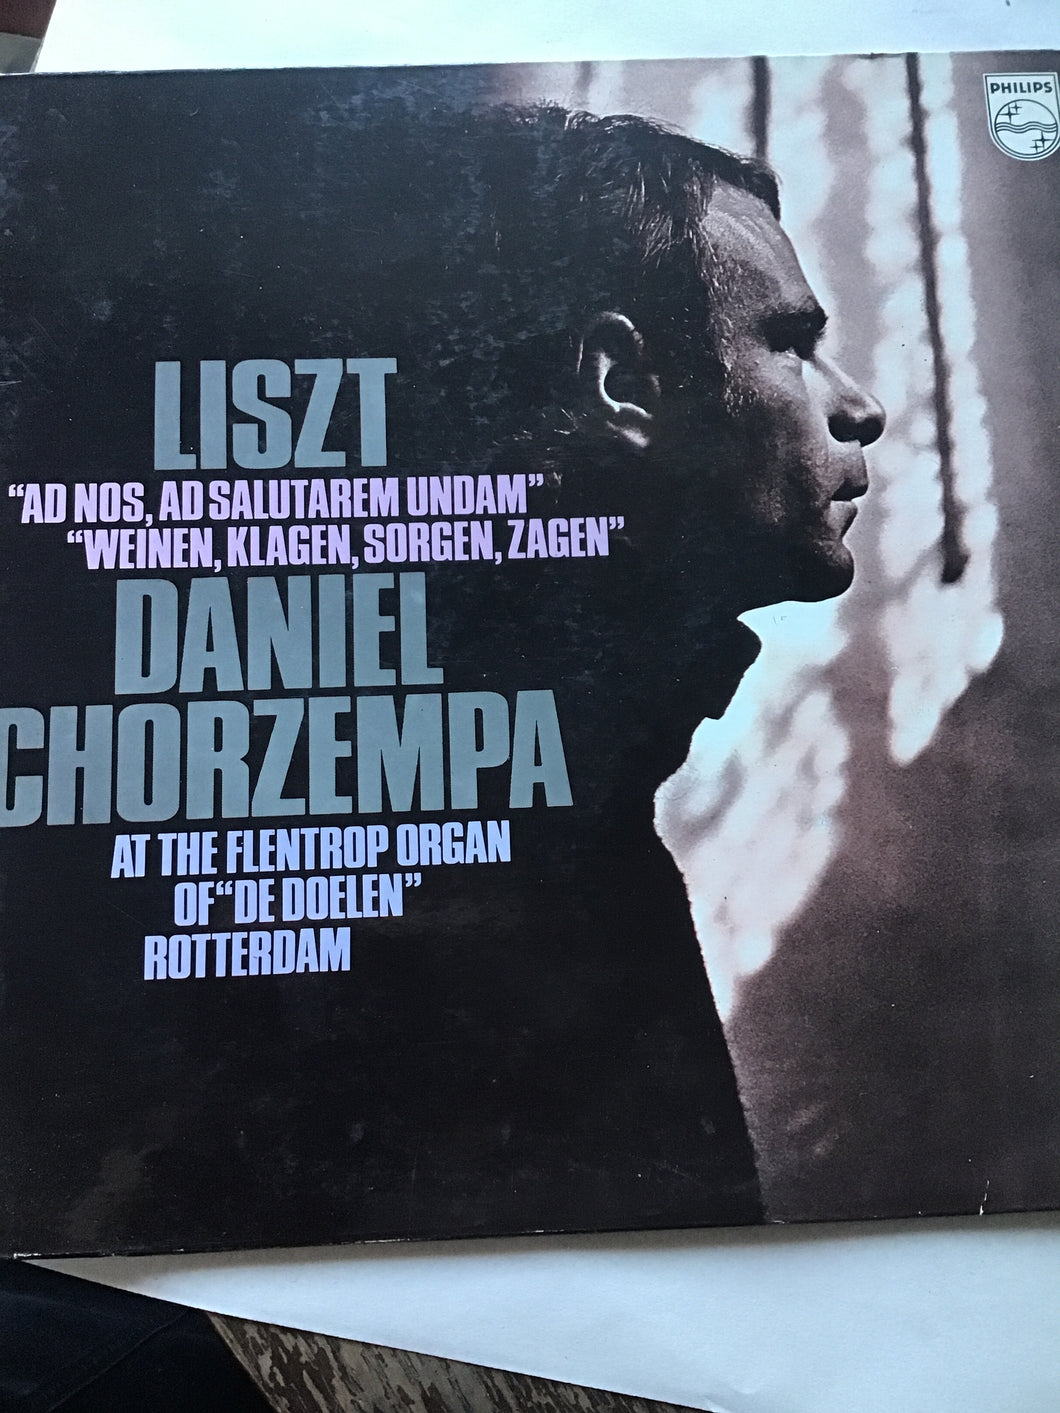 PHILIPS
LISZT
"AD NOS, AD SALUTAREM UNDAM"
"WEINEN, KLAGEN, SORGEN, ZAGEN"
DANIEL
CHORZEMPA
AT THE FLENTROP ORGAN
OF "DE DOELEN"
ROTTERDAM